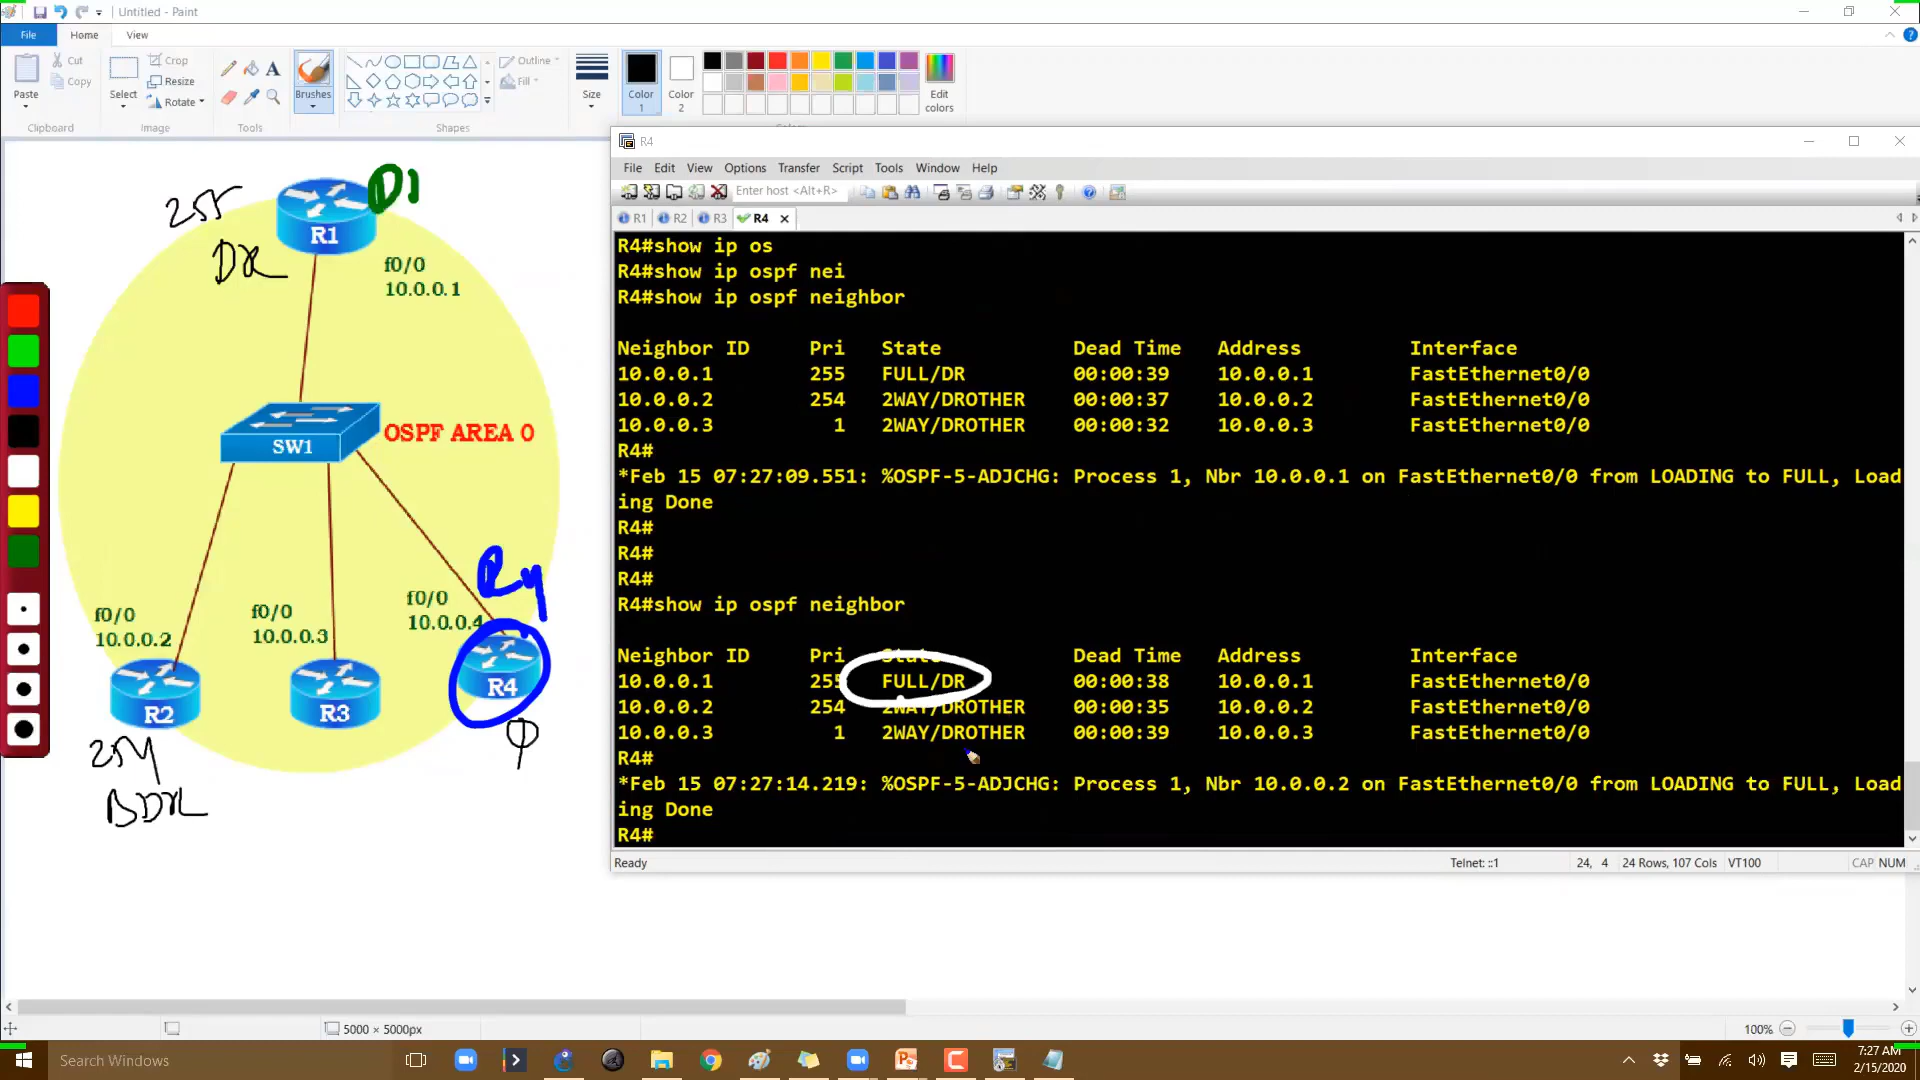 Untitled - Paint
File Home View
Paste
Cut
Copy
Clipboard
Select
Crop
Resize
Rotate
Image
Tools
Brushes
Shapes
Outline
Fill
Size
Color 1
Color 2
Edit colors
R4
File Edit View Options Transfer Script Tools Window Help
Enter host <Alt+R>
R1 R2 R3 R4
R4#show ip os
R4#show ip ospf nei
R4#show ip ospf neighbor
Neighbor ID Pri State Dead Time Address Interface
10.0.0.1 255 FULL/DR 00:00:39 10.0.0.1 FastEthernet0/0
10.0.0.2 254 2WAY/DROTHER 00:00:37 10.0.0.2 FastEthernet0/0
10.0.0.3 1 2WAY/DROTHER 00:00:32 10.0.0.3 FastEthernet0/0
R4#
*Feb 15 07:27:09.551: %OSPF-5-ADJCHG: Process 1, Nbr 10.0.0.1 on FastEthernet0/0 from LOADING to FULL, Load
ing Done
R4#
R4#
R4#
R4#show ip ospf neighbor
Neighbor ID Pri State Dead Time Address Interface
10.0.0.1 255 FULL/DR 00:00:38 10.0.0.1 FastEthernet0/0
10.0.0.2 254 2WAY/DROTHER 00:00:35 10.0.0.2 FastEthernet0/0
10.0.0.3 1 2WAY/DROTHER 00:00:39 10.0.0.3 FastEthernet0/0
R4#
*Feb 15 07:27:14.219: %OSPF-5-ADJCHG: Process 1, Nbr 10.0.0.2 on FastEthernet0/0 from LOADING to FULL, Load
ing Done
R4#
Ready Telnet: ::1 24, 4 24 Rows, 107 Cols VT100 CAP NUM
255
DR
R1
f0/0
10.0.0.1
SW1
OSPF AREA 0
R4
f0/0
10.0.0.2
f0/0
10.0.0.3
f0/0
10.0.0.4
R2
R3
R4
254
BDR
5000 × 5000px
100%
Search Windows
7:27 AM
2/15/2020